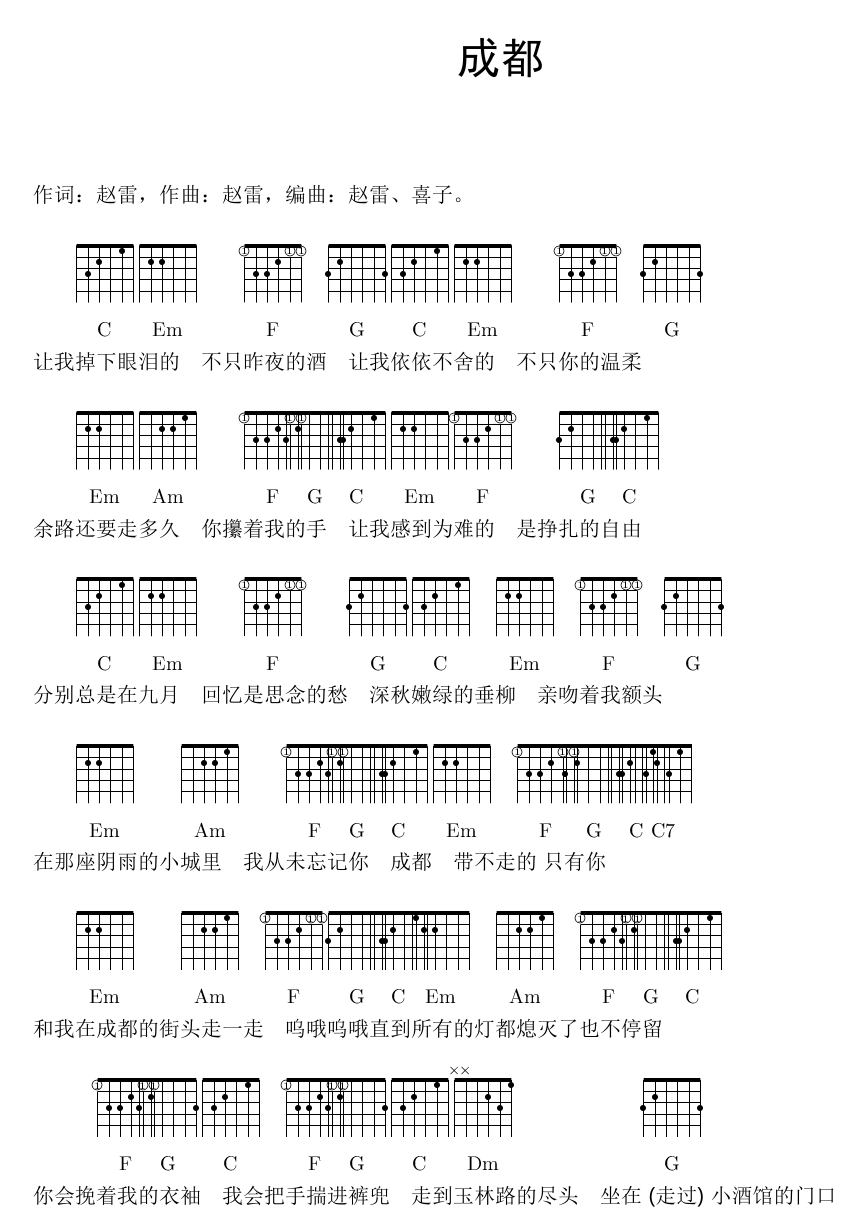 成都
作词：赵雷，作曲：赵雷，编曲：赵雷、喜子。
C Em F G C Em F G
让我掉下眼泪的 不只昨夜的酒 让我依依不舍的 不只你的温柔
Em Am F G C Em F G C
余路还要走多久 你攥着我的手 让我感到为难的 是挣扎的自由
C Em F G C Em F G
分别总是在九月 回忆是思念的愁 深秋嫩绿的垂柳 亲吻着我额头
Em Am F G C Em F G C C7
在那座阴雨的小城里 我从未忘记你 成都 带不走的 只有你
Em Am F G C Em Am F G C
和我在成都的街头走一走 呜哦呜哦直到所有的灯都熄灭了也不停留
××
F G C F G C Dm G
你会挽着我的衣袖 我会把手揣进裤兜 走到玉林路的尽头 坐在 (走过) 小酒馆的门口